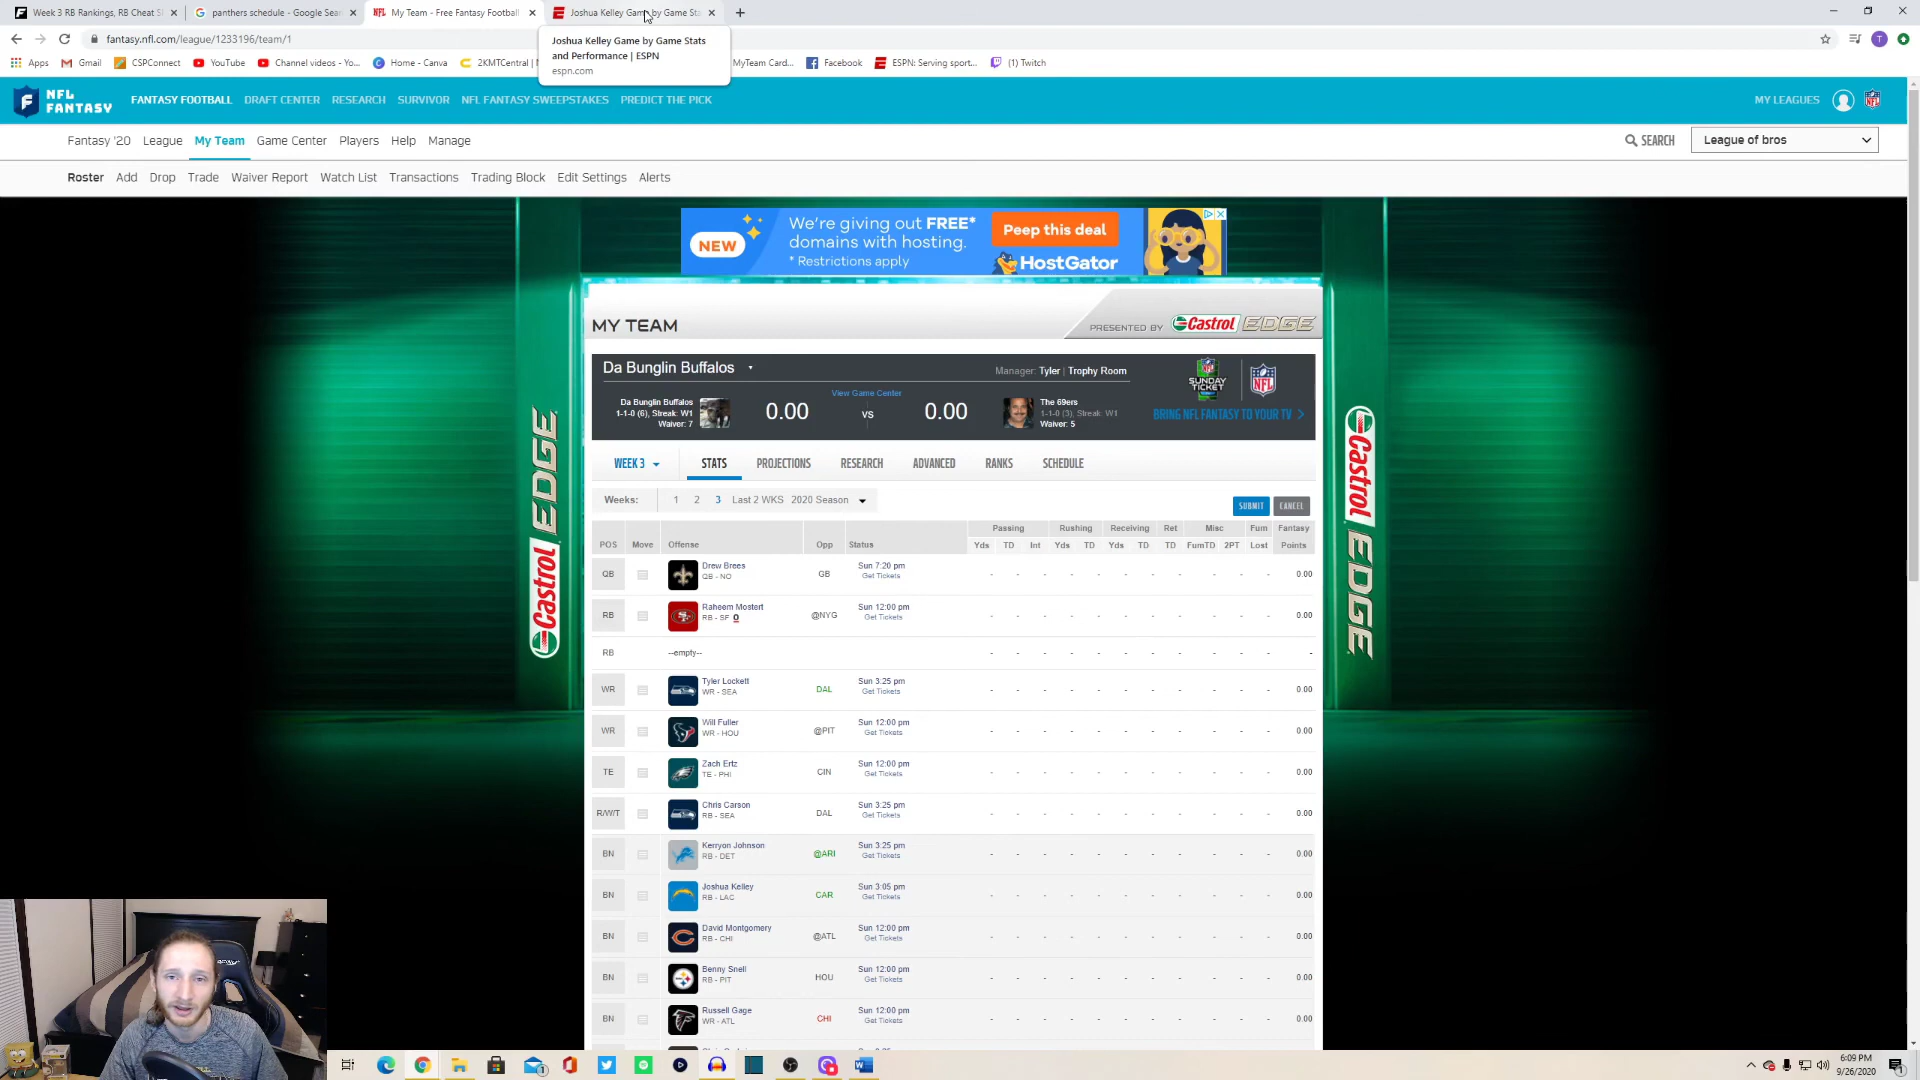 Week 3 RB Rankings, RB Cheat S
panthers schedule - Google Sea
My Team - Free Fantasy Football
Joshua Kelley Game by Game Sta
fantasy.nfl.com/league/1233196/team/1
Joshua Kelley Game by Game Stats
and Performance | ESPN
espn.com
Apps Gmail CSPConnect YouTube Channel videos - Yo... Home - Canva 2KMTCentral | MyTeam Card... Facebook ESPN: Serving sport... (1) Twitch
NFL FANTASY
FANTASY FOOTBALL DRAFT CENTER RESEARCH SURVIVOR NFL FANTASY SWEEPSTAKES PREDICT THE PICK MY LEAGUES
Fantasy '20 League My Team Game Center Players Help Manage SEARCH League of bros
Roster Add Drop Trade Waiver Report Watch List Transactions Trading Block Edit Settings Alerts
NEW
We're giving out FREE*
domains with hosting.
* Restrictions apply
Peep this deal
HostGator
MY TEAM
PRESENTED BY Castrol EDGE
Castrol EDGE
Castrol EDGE
Da Bunglin Buffalos Manager: Tyler | Trophy Room
SUNDAY TICKET NFL
BRING NFL FANTASY TO YOUR TV
View Game Center
Da Bunglin Buffalos
1-1-0 (6), Streak: W1
Waiver: 7
0.00 vs 0.00
The 69ers
1-1-0 (3), Streak: W1
Waiver: 5
WEEK 3 STATS PROJECTIONS RESEARCH ADVANCED RANKS SCHEDULE
Weeks: 1 2 3 Last 2 WKS 2020 Season
SUBMIT CANCEL
Passing Rushing Receiving Ret Misc Fum Fantasy
POS Move Offense Opp Status Yds TD Int Yds TD Yds TD TD FumTD 2PT Lost Points
QB Drew Brees GB Sun 7:20 pm - - - - - - - - - - - 0.00
QB - NO Get Tickets
RB Raheem Mostert @NYG Sun 12:00 pm - - - - - - - - - - - 0.00
RB - SF O Get Tickets
RB --empty-- - - - - - - - - - - - -
WR Tyler Lockett DAL Sun 3:25 pm - - - - - - - - - - - 0.00
WR - SEA Get Tickets
WR Will Fuller @PIT Sun 12:00 pm - - - - - - - - - - - 0.00
WR - HOU Get Tickets
TE Zach Ertz CIN Sun 12:00 pm - - - - - - - - - - - 0.00
TE - PHI Get Tickets
R/W/T Chris Carson DAL Sun 3:25 pm - - - - - - - - - - - 0.00
RB - SEA Get Tickets
BN Kerryon Johnson @ARI Sun 3:25 pm - - - - - - - - - - - 0.00
RB - DET Get Tickets
BN Joshua Kelley CAR Sun 3:05 pm - - - - - - - - - - - 0.00
RB - LAC Get Tickets
BN David Montgomery @ATL Sun 12:00 pm - - - - - - - - - - - 0.00
RB - CHI Get Tickets
BN Benny Snell HOU Sun 12:00 pm - - - - - - - - - - - 0.00
RB - PIT Get Tickets
BN Russell Gage CHI Sun 12:00 pm - - - - - - - - - - - 0.00
WR - ATL Get Tickets
6:09 PM
9/26/2020